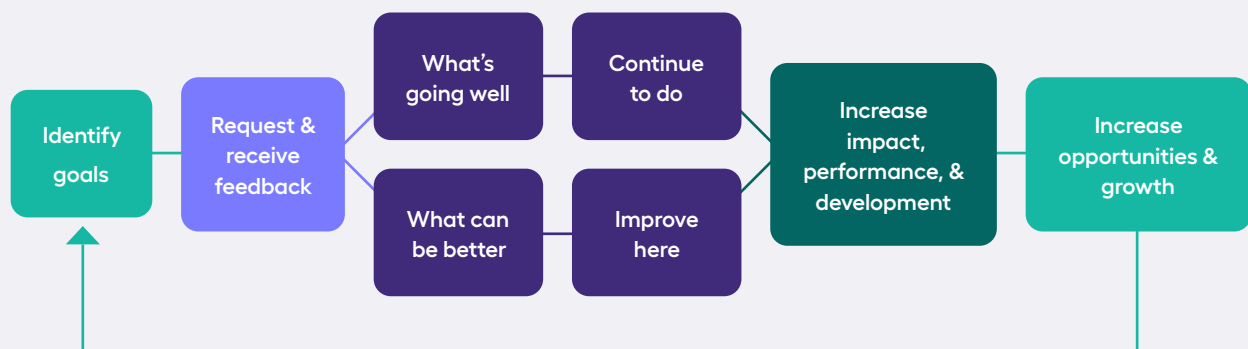 Identify
goals
Request &
receive
feedback
What's
going well
Continue
to do
What can
be better
Improve
here
Increase
impact,
performance, &
development
Increase
opportunities &
growth